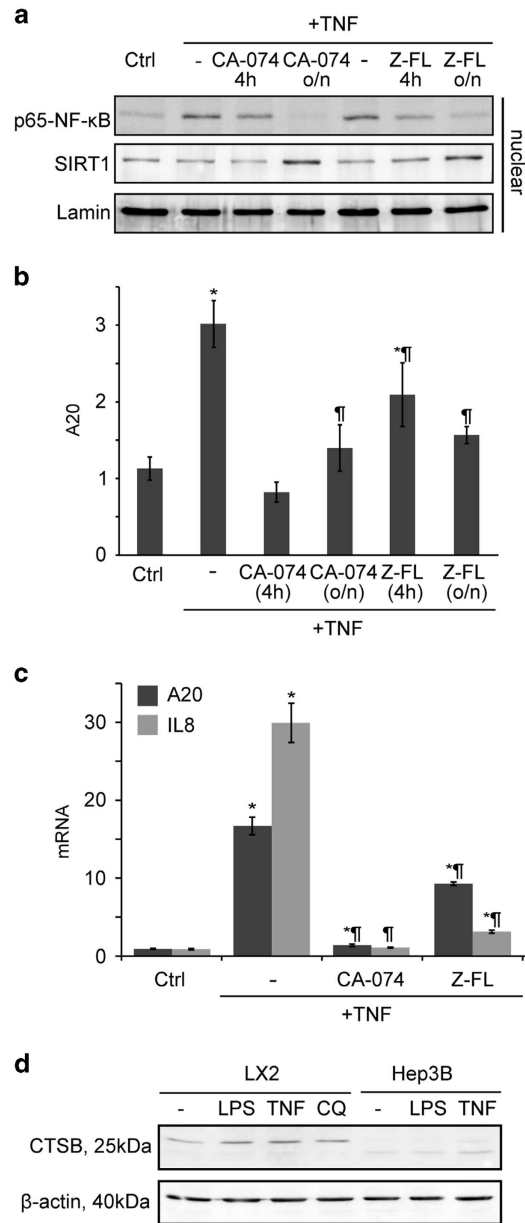 a
+TNF
Ctrl - CA-074 4h CA-074 o/n - Z-FL 4h Z-FL o/n
p65-NF-κB
SIRT1
Lamin
nuclear
b
A20
3
2
1
0
* ¶ *¶ ¶
Ctrl - CA-074 (4h) CA-074 (o/n) Z-FL (4h) Z-FL (o/n)
+TNF
c
A20
IL8
mRNA
30
20
10
0
* * *¶ ¶ *¶ *¶
Ctrl - CA-074 Z-FL
+TNF
d
LX2 Hep3B
- LPS TNF CQ - LPS TNF
CTSB, 25kDa
β-actin, 40kDa